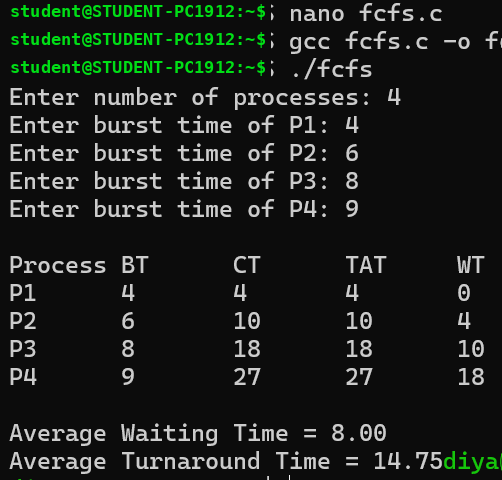 student@STUDENT-PC1912:~$ nano fcfs.c
student@STUDENT-PC1912:~$ gcc fcfs.c -o
student@STUDENT-PC1912:~$ ./fcfs
Enter number of processes: 4
Enter burst time of P1: 4
Enter burst time of P2: 6
Enter burst time of P3: 8
Enter burst time of P4: 9
Process BT CT TAT WT
P1 4 4 4 0
P2 6 10 10 4
P3 8 18 18 10
P4 9 27 27 18
Average Waiting Time = 8.00
Average Turnaround Time = 14.75diya